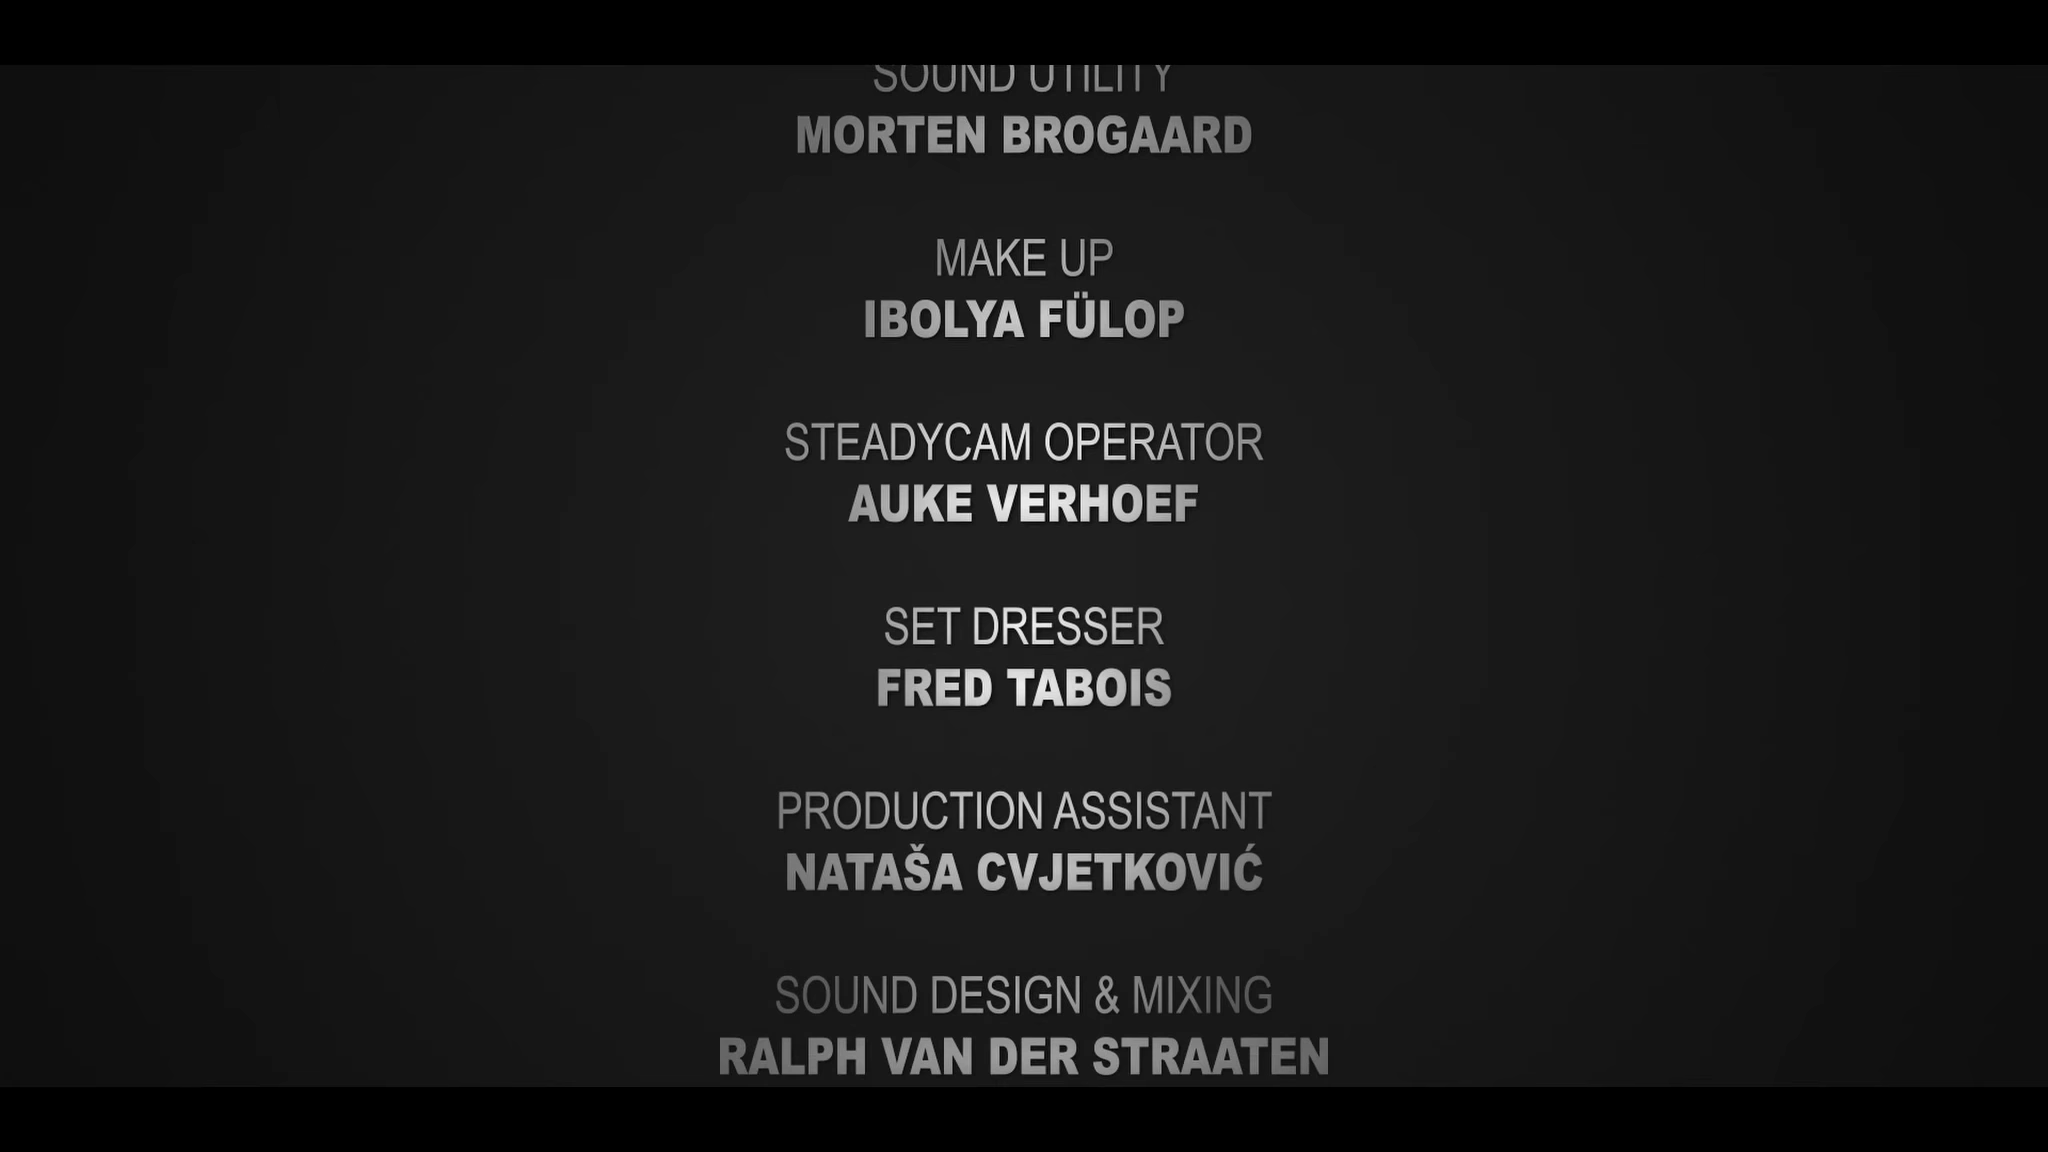 SOUND UTILITY
MORTEN BROGAARD
MAKE UP
IBOLYA FÜLOP
STEADYCAM OPERATOR
AUKE VERHOEF
SET DRESSER
FRED TABOIS
PRODUCTION ASSISTANT
NATAŠA CVJETKOVIĆ
SOUND DESIGN & MIXING
RALPH VAN DER STRAATEN